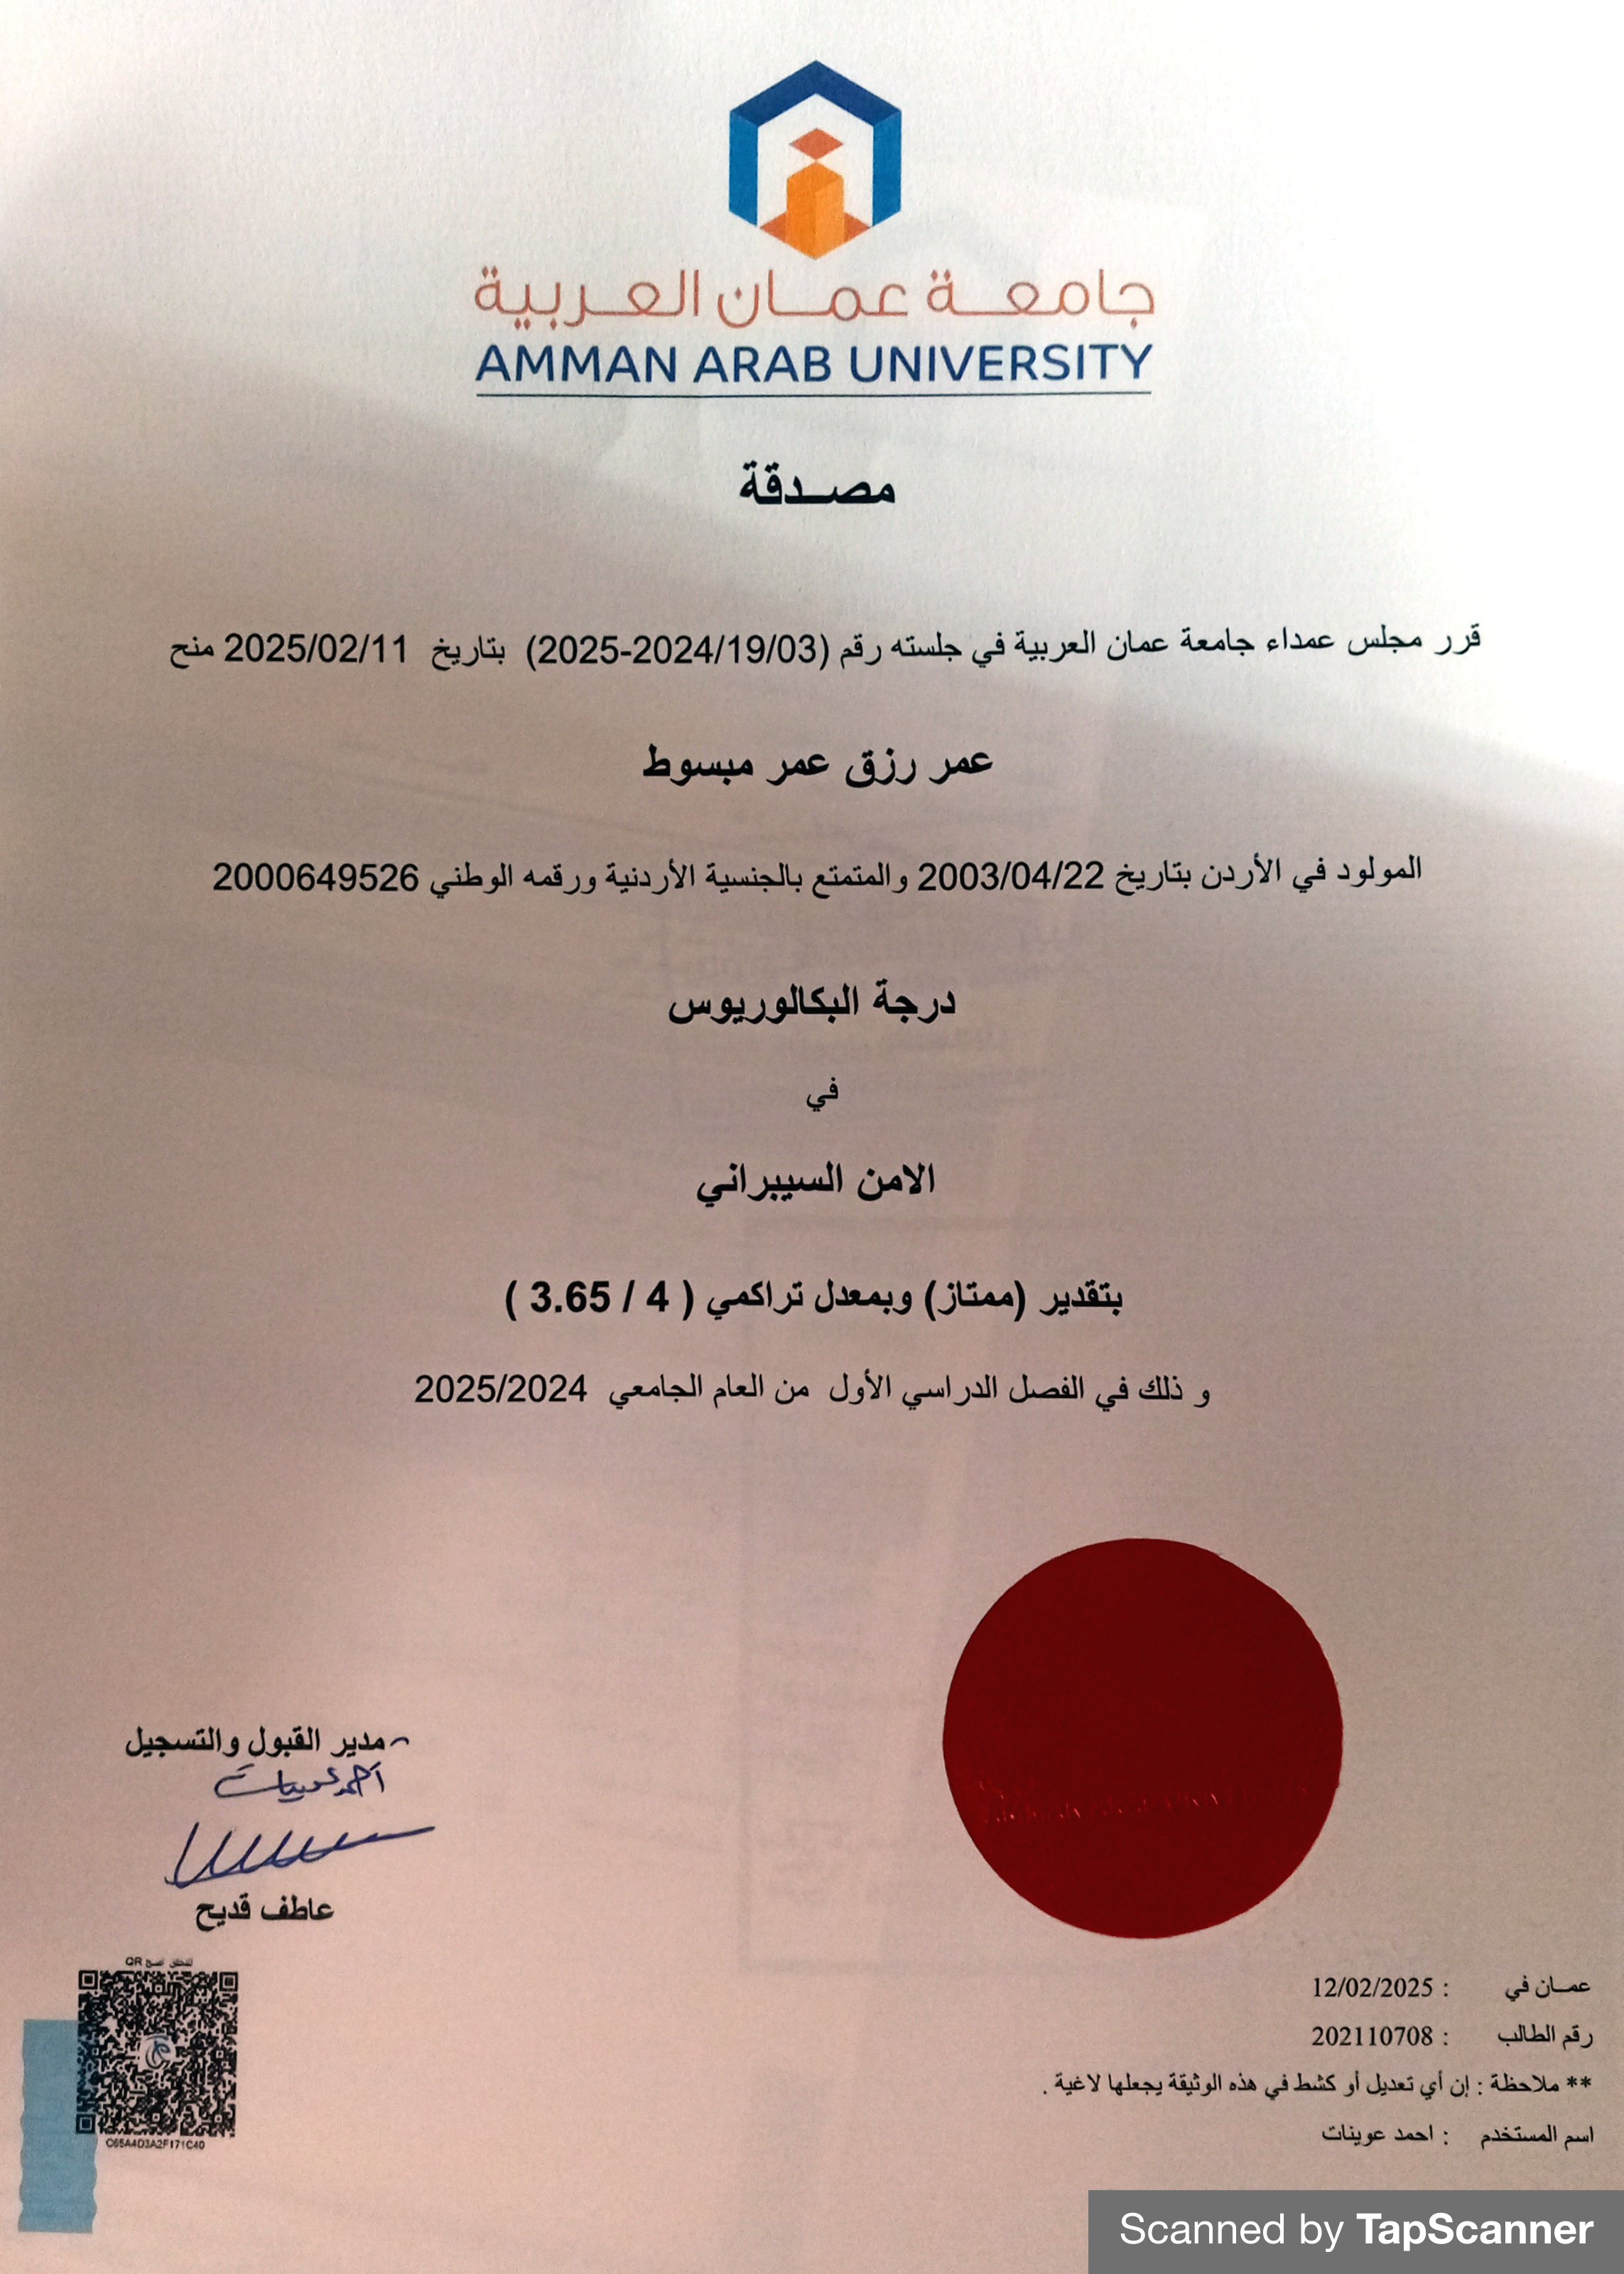 جامعة عمان العربية
AMMAN ARAB UNIVERSITY
مصدقة
قرر مجلس عمداء جامعة عمان العربية في جلسته رقم (2025-2024/19/03) بتاريخ 2025/02/11 منح
عمر رزق عمر مبسوط
المولود في الأردن بتاريخ 2003/04/22 والمتمتع بالجنسية الأردنية ورقمه الوطني 2000649526
درجة البكالوريوس
في
الامن السيبراني
بتقدير (ممتاز) وبمعدل تراكمي ( 4 / 3.65 )
و ذلك في الفصل الدراسي الأول من العام الجامعي 2025/2024
مدير القبول والتسجيل
احمد عوينات
عاطف قديح
QR للتحقق امسح
C65A4D3A2F171C40
عمان في : 12/02/2025
رقم الطالب : 202110708
** ملاحظة : إن أي تعديل أو كشط في هذه الوثيقة يجعلها لاغية .
اسم المستخدم : احمد عوينات
Scanned by TapScanner